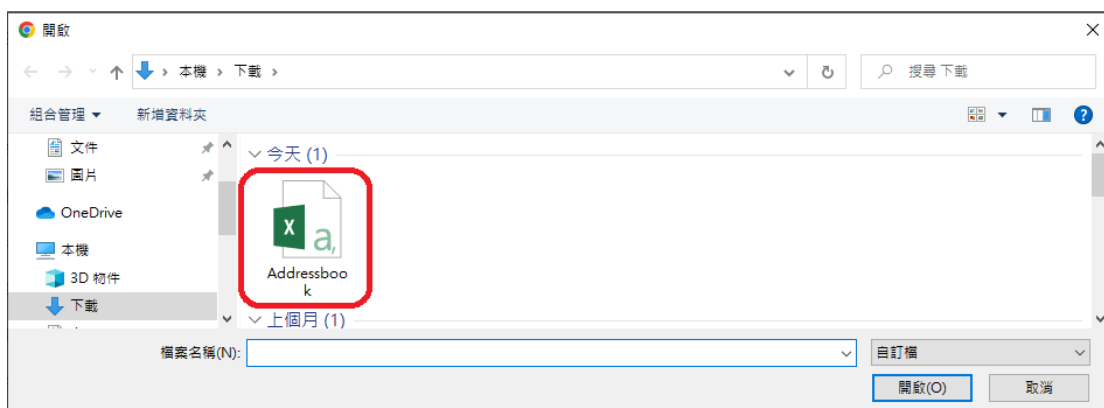 開啟
本機 › 下載 ›
搜尋 下載
組合管理
新增資料夾
文件
圖片
OneDrive
本機
3D 物件
下載
今天 (1)
X
a,
Addressboo
k
上個月 (1)
檔案名稱(N):
自訂檔
開啟(O)
取消